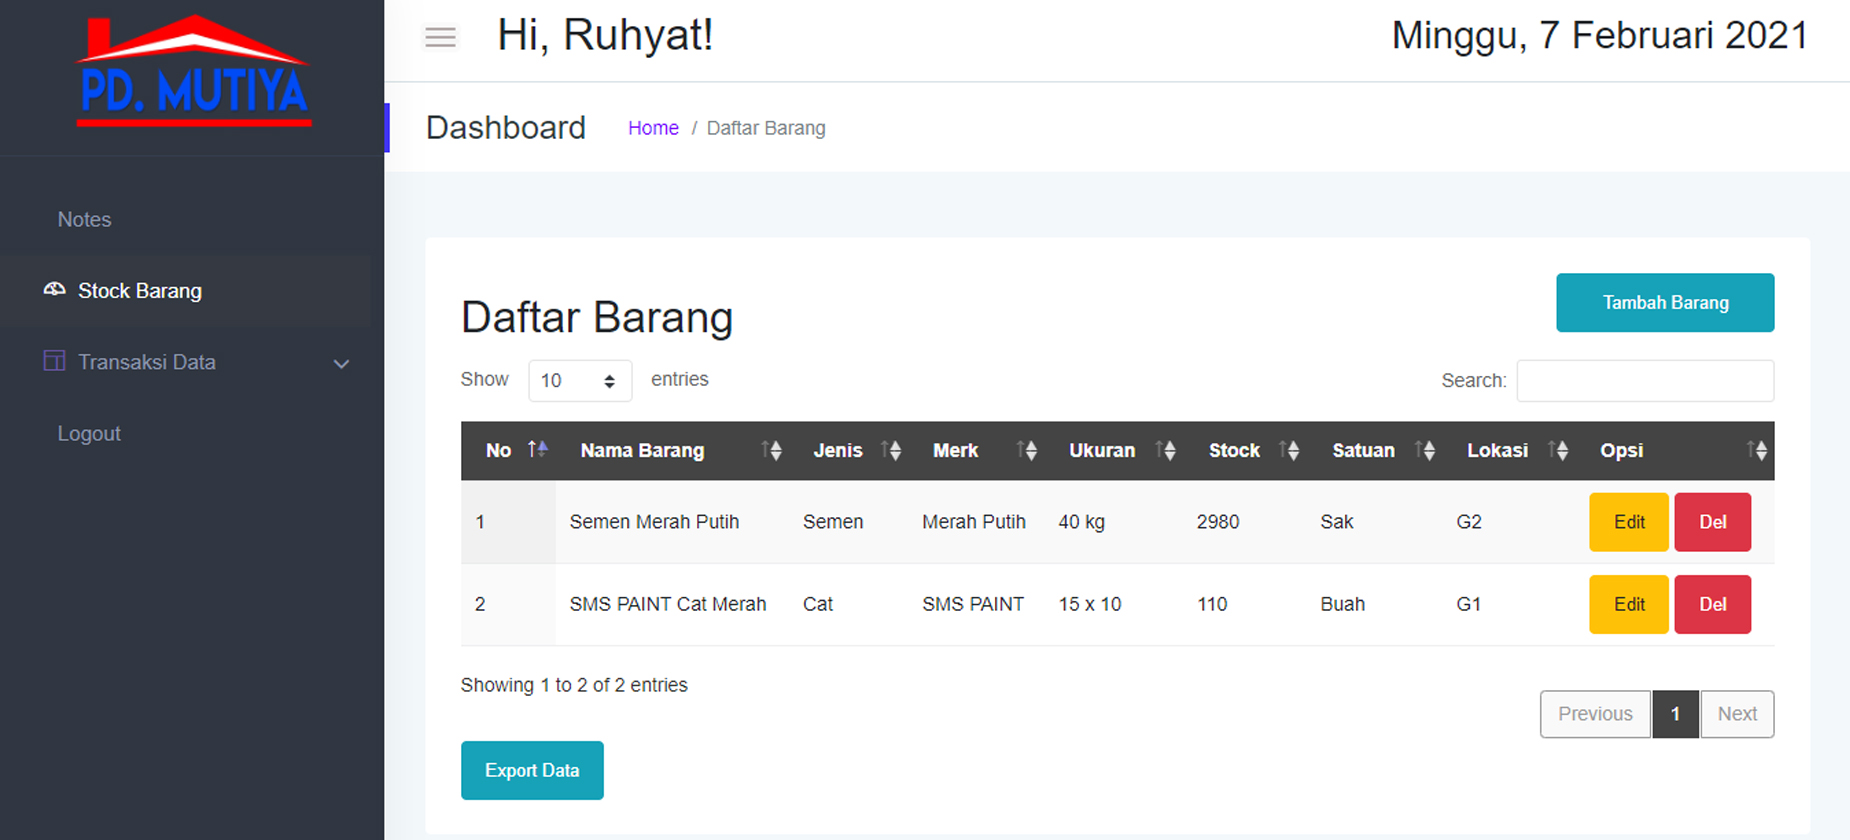 PD. MUTIYA
Hi, Ruhyat!
Minggu, 7 Februari 2021
Dashboard Home / Daftar Barang
Notes
Stock Barang
Transaksi Data
Logout
Daftar Barang
Tambah Barang
Show 10 entries
Search:
No Nama Barang Jenis Merk Ukuran Stock Satuan Lokasi Opsi
1 Semen Merah Putih Semen Merah Putih 40 kg 2980 Sak G2 Edit Del
2 SMS PAINT Cat Merah Cat SMS PAINT 15 x 10 110 Buah G1 Edit Del
Showing 1 to 2 of 2 entries
Previous 1 Next
Export Data